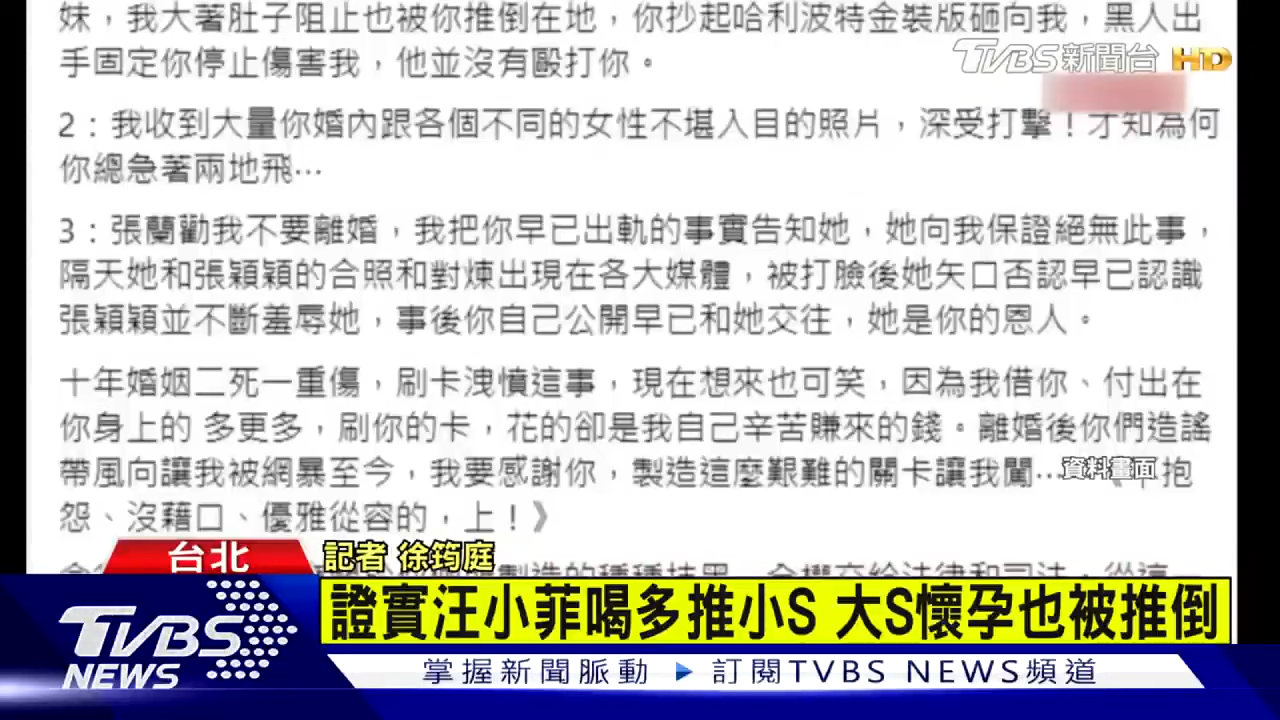 妹，我大著肚子阻止也被你推倒在地，你抄起哈利波特金裝版砸向我，黑人出
手固定你停止傷害我，他並沒有毆打你。
TVBS新聞台 HD
2：我收到大量你婚內跟各個不同的女性不堪入目的照片，深受打擊！才知為何
你總急著兩地飛…
3：張蘭勸我不要離婚，我把你早已出軌的事實告知她，她向我保證絕無此事，
隔天她和張穎穎的合照和對煉出現在各大媒體，被打臉後她矢口否認早已認識
張穎穎並不斷羞辱她，事後你自己公開早已和她交往，她是你的恩人。
十年婚姻二死一重傷，刷卡洩憤這事，現在想來也可笑，因為我借你、付出在
你身上的 多更多，刷你的卡，花的卻是我自己辛苦賺來的錢。離婚後你們造謠
帶風向讓我被網暴至今，我要感謝你，製造這麼艱難的關卡讓我闖…
資料畫面
抱
怨、沒藉口、優雅從容的，上！》
台北
記者 徐筠庭
證實汪小菲喝多推小S 大S懷孕也被推倒
TVBS NEWS
掌握新聞脈動 ▶ 訂閱TVBS NEWS頻道